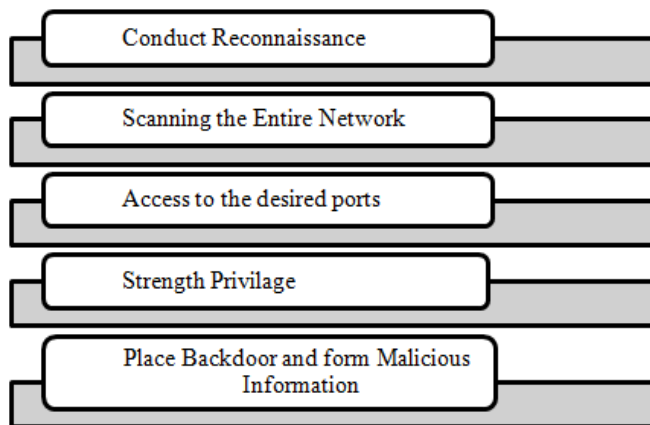 Conduct Reconnaissance
Scanning the Entire Network
Access to the desired ports
Strength Privilage
Place Backdoor and form Malicious
Information